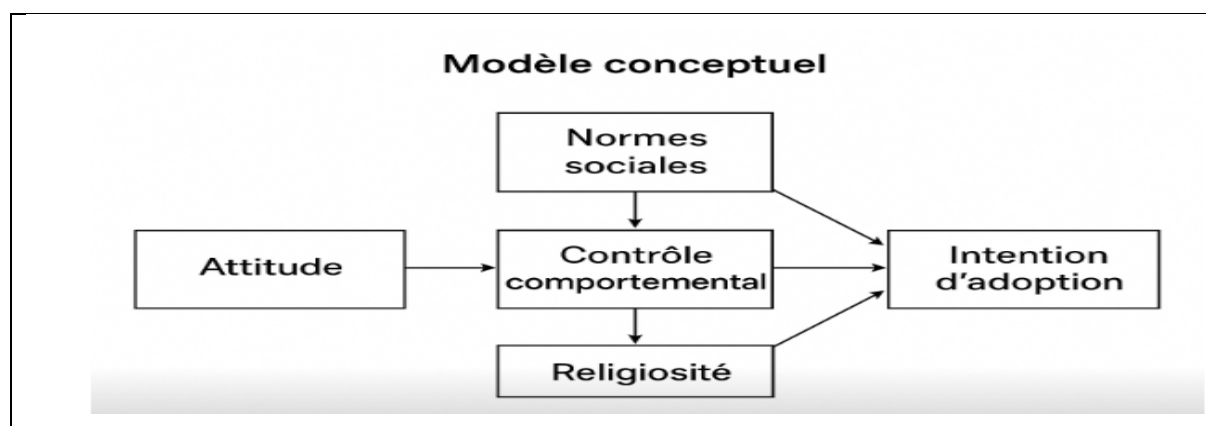 Modèle conceptuel
Normes
sociales
Attitude
Contrôle
comportemental
Intention
d'adoption
Religiosité